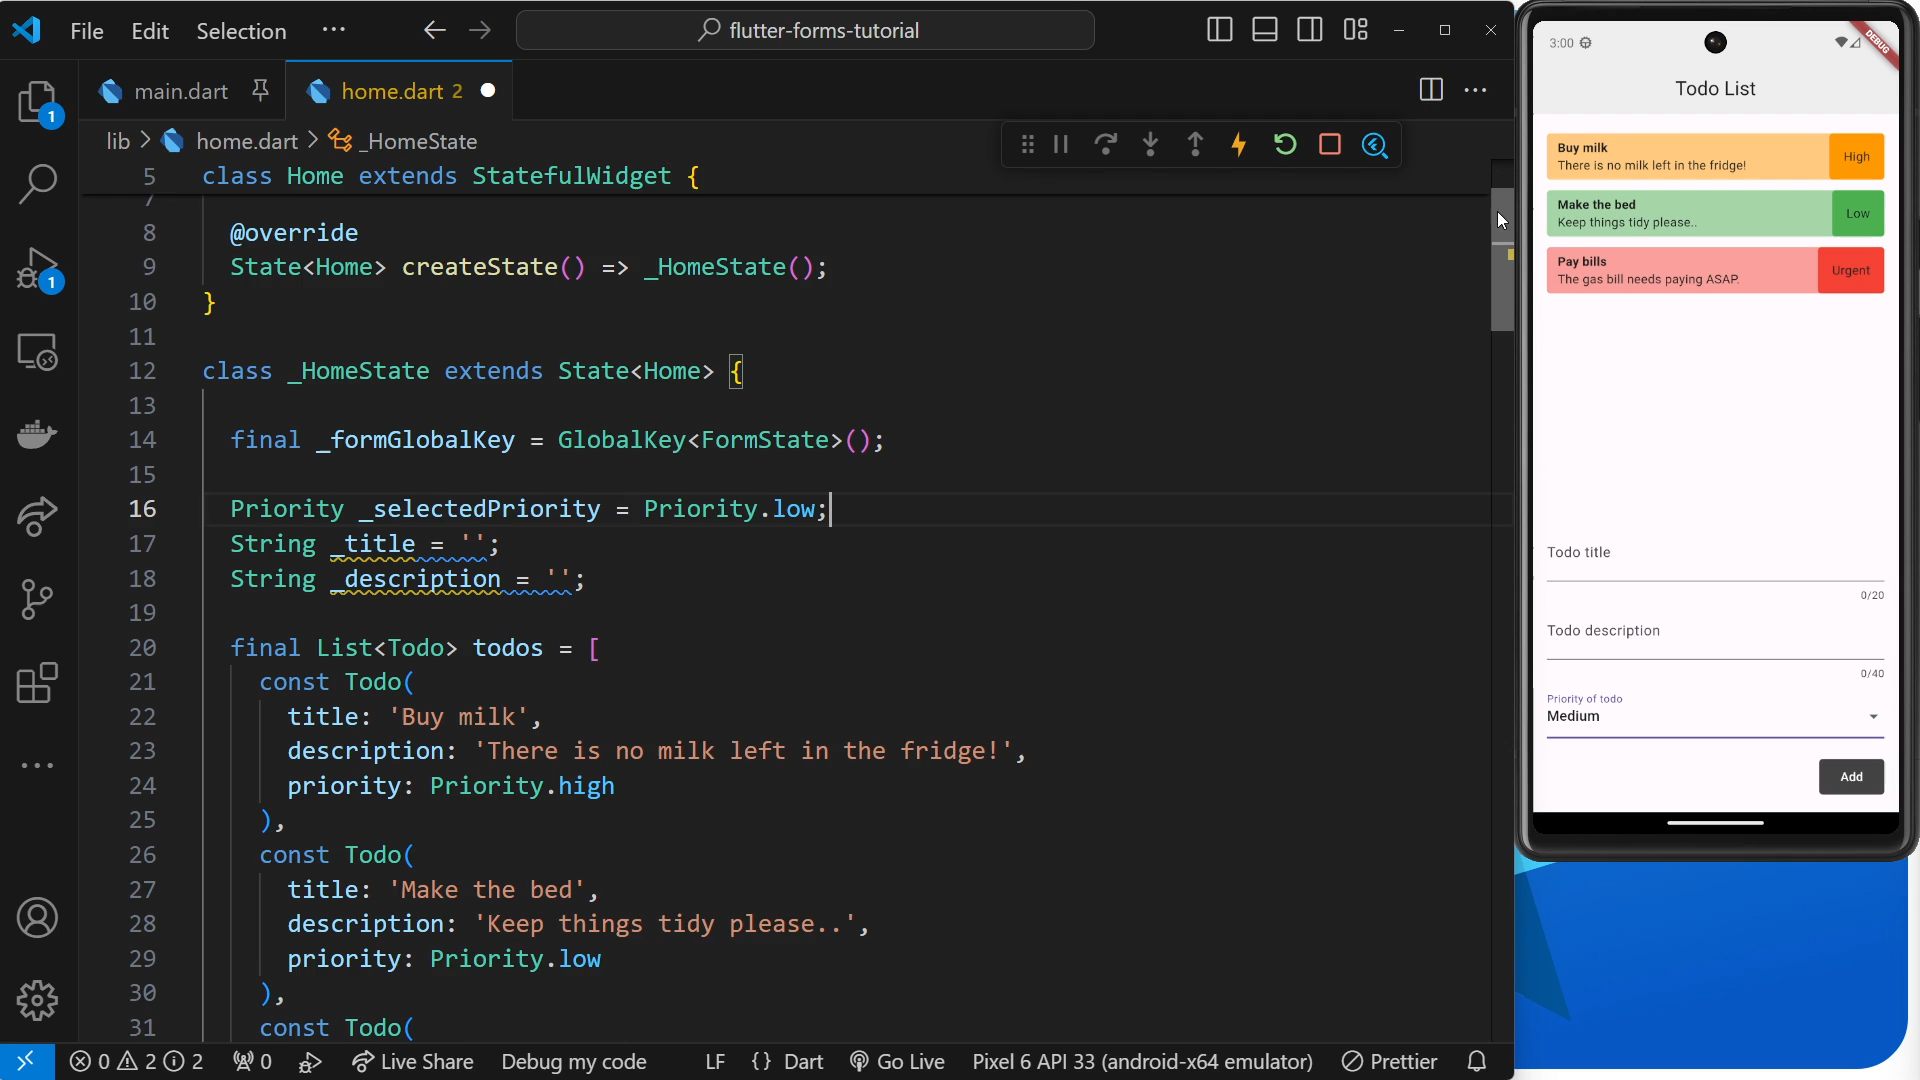 File Edit Selection ···
flutter-forms-tutorial
main.dart
home.dart 2
lib > home.dart > _HomeState
1
1
5 class Home extends StatefulWidget {
7
8 @override
9 State<Home> createState() => _HomeState();
10 }
11
12 class _HomeState extends State<Home> {
13
14 final _formGlobalKey = GlobalKey<FormState>();
15
16 Priority _selectedPriority = Priority.low;
17 String _title = '';
18 String _description = '';
19
20 final List<Todo> todos = [
21 const Todo(
22 title: 'Buy milk',
23 description: 'There is no milk left in the fridge!',
24 priority: Priority.high
25 ),
26 const Todo(
27 title: 'Make the bed',
28 description: 'Keep things tidy please..',
29 priority: Priority.low
30 ),
31 const Todo(
0 2 2 0 Live Share Debug my code LF {} Dart Go Live Pixel 6 API 33 (android-x64 emulator) Prettier
3:00
DEBUG
Todo List
Buy milk
There is no milk left in the fridge!
High
Make the bed
Keep things tidy please..
Low
Pay bills
The gas bill needs paying ASAP.
Urgent
Todo title
0/20
Todo description
0/40
Priority of todo
Medium
Add